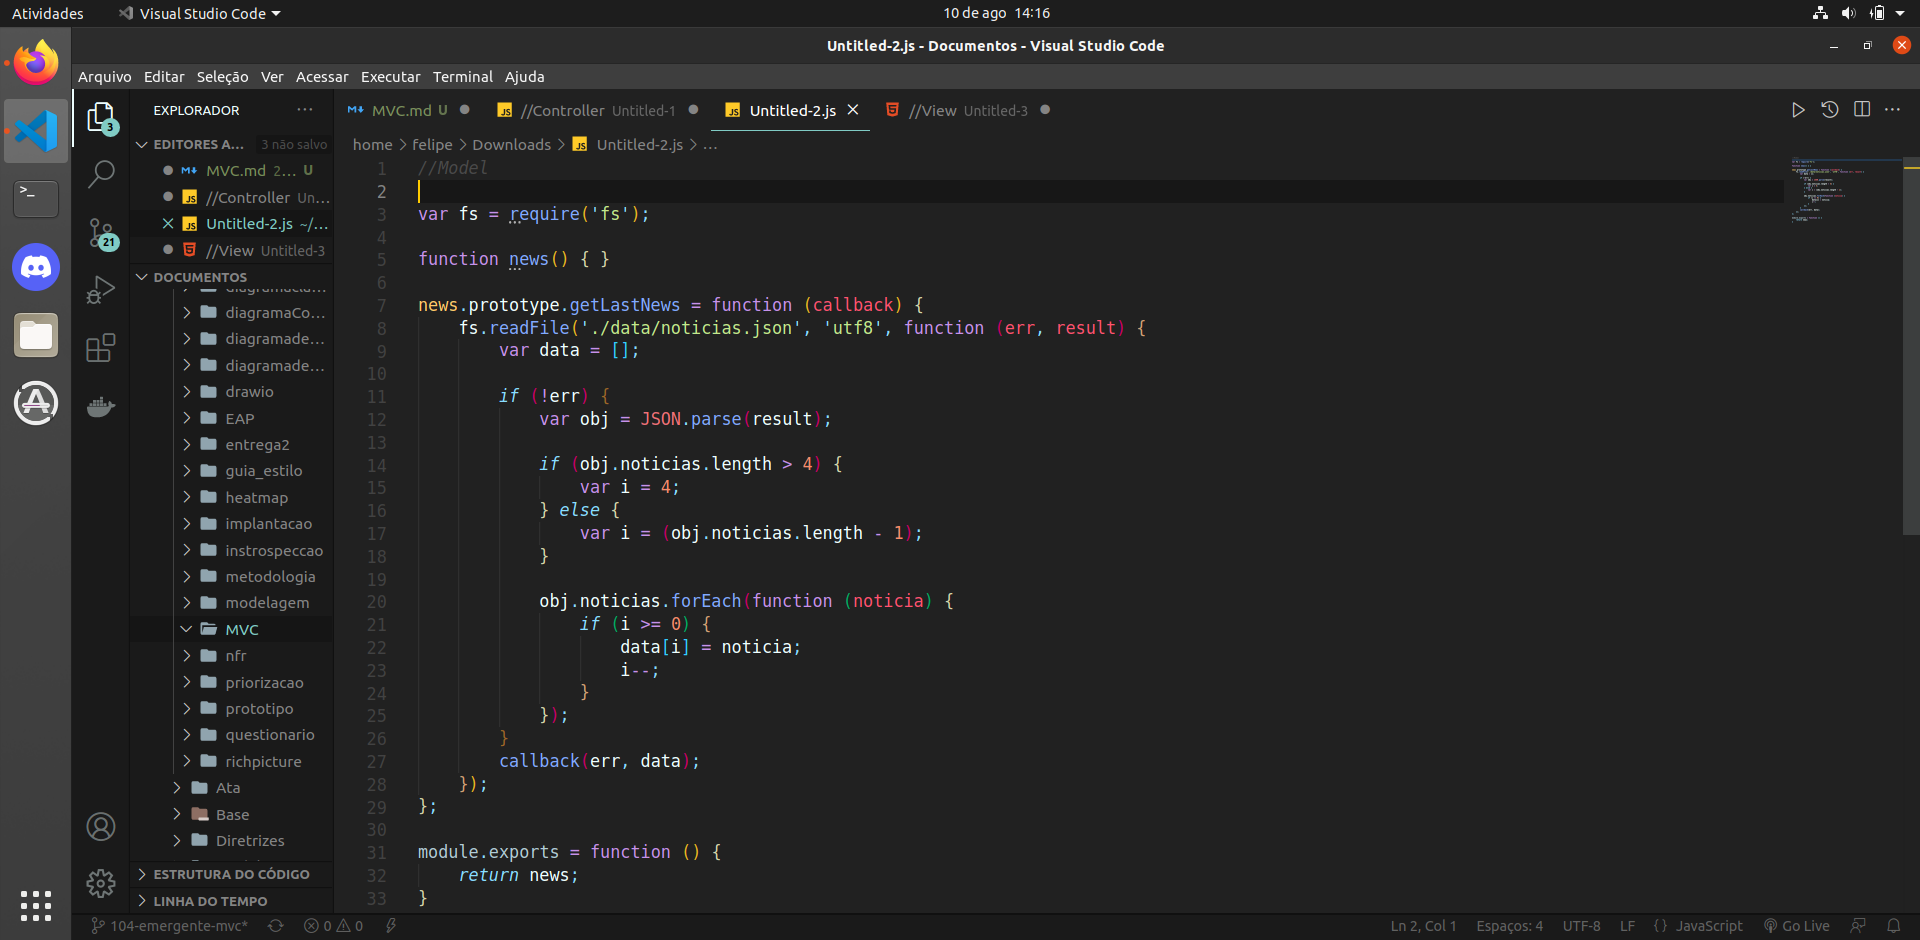 Atividades
Visual Studio Code
10 de ago 14:16
Untitled-2.js - Documentos - Visual Studio Code
Arquivo Editar Seleção Ver Acessar Executar Terminal Ajuda
EXPLORADOR
EDITORES A... 3 não salvo
MVC.md 2... U
//Controller Un...
Untitled-2.js ~/...
//View Untitled-3
DOCUMENTOS
diagramaCo...
diagramade...
diagramade...
drawio
EAP
entrega2
guia_estilo
heatmap
implantacao
instrospeccao
metodologia
modelagem
MVC
nfr
priorizacao
prototipo
questionario
richpicture
Ata
Base
Diretrizes
ESTRUTURA DO CÓDIGO
LINHA DO TEMPO
3
21
MVC.md U //Controller Untitled-1 Untitled-2.js //View Untitled-3
home > felipe > Downloads > JS Untitled-2.js > ...
1 //Model
2
3 var fs = require('fs');
4
5 function news() { }
6
7 news.prototype.getLastNews = function (callback) {
8 fs.readFile('./data/noticias.json', 'utf8', function (err, result) {
9 var data = [];
10
11 if (!err) {
12 var obj = JSON.parse(result);
13
14 if (obj.noticias.length > 4) {
15 var i = 4;
16 } else {
17 var i = (obj.noticias.length - 1);
18 }
19
20 obj.noticias.forEach(function (noticia) {
21 if (i >= 0) {
22 data[i] = noticia;
23 i--;
24 }
25 });
26 }
27 callback(err, data);
28 });
29 };
30
31 module.exports = function () {
32 return news;
33 }
104-emergente-mvc* 0 0
Ln 2, Col 1 Espaços: 4 UTF-8 LF {} JavaScript Go Live